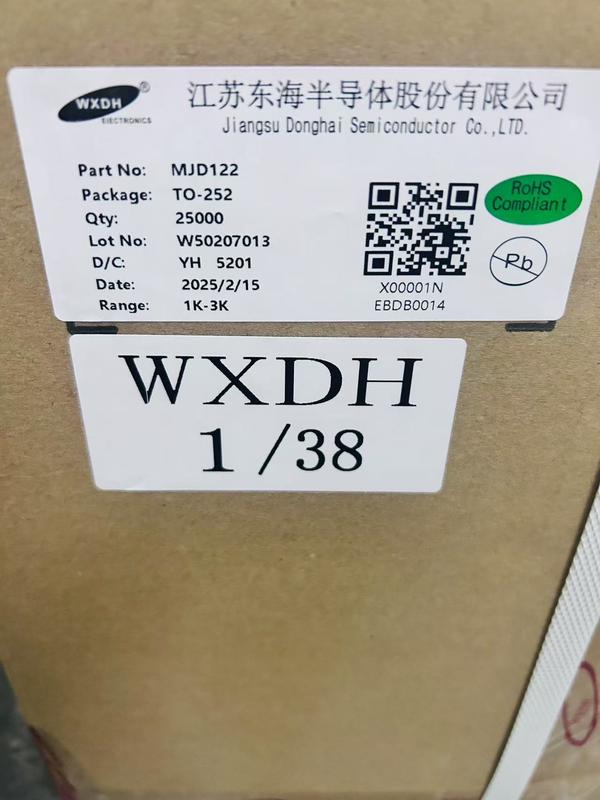 WXDH®
ELECTRONICS
江苏东海半导体股份有限公司
Jiangsu Donghai Semiconductor Co.,LTD.
Part No: MJD122
Package: TO-252
Qty: 25000
Lot No: W50207013
D/C: YH 5201
Date: 2025/2/15
Range: 1K-3K
X00001N
EBDB0014
RoHS
Compliant
Pb
WXDH
1/38